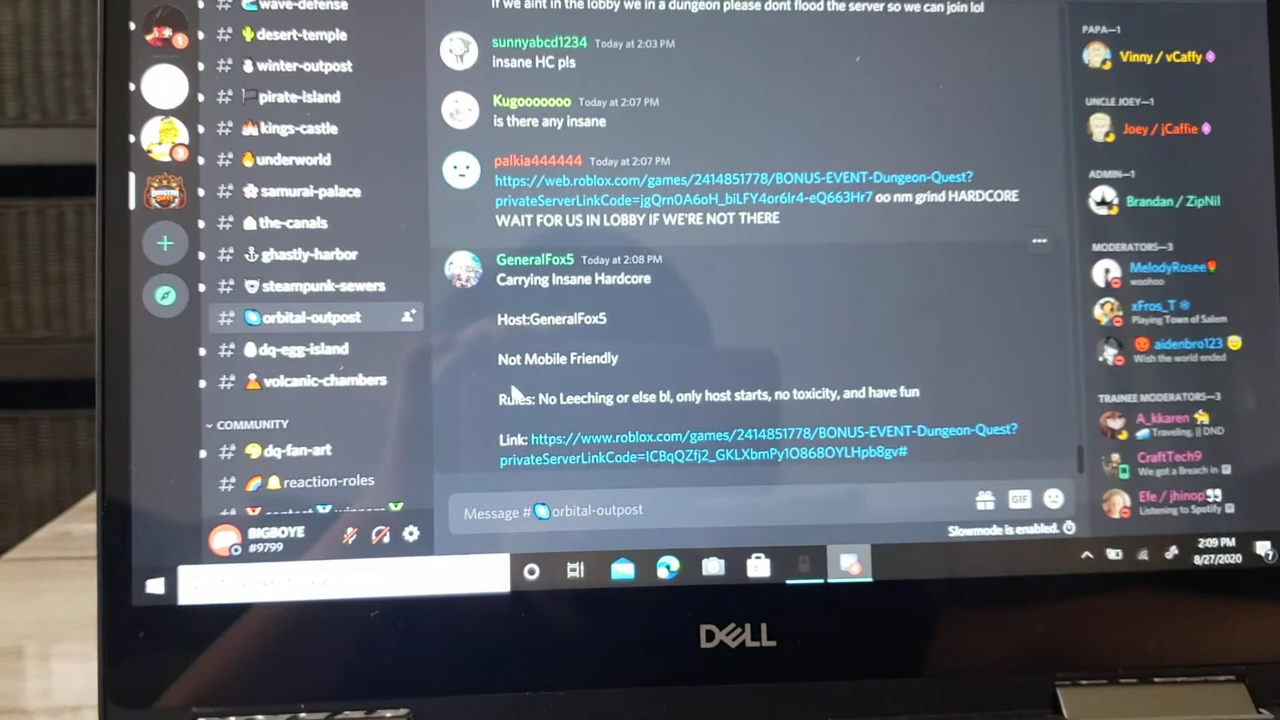 wave-defense
desert-temple
winter-outpost
pirate-island
kings-castle
underworld
samurai-palace
the-canals
ghastly-harbor
steampunk-sewers
orbital-outpost
dq-egg-island
volcanic-chambers
COMMUNITY
dq-fan-art
reaction-roles
BIGBOYE
#9799
If we aint in the lobby we in a dungeon please dont flood the server so we can join lol
sunnyabcd1234 Today at 2:03 PM
insane HC pls
Kugooooooo Today at 2:07 PM
is there any insane
palkia444444 Today at 2:07 PM
https://web.roblox.com/games/2414851778/BONUS-EVENT-Dungeon-Quest?
privateServerLinkCode=jgQrn0A6oH_biLFY4or6Ir4-eQ663Hr7 oo nm grind HARDCORE
WAIT FOR US IN LOBBY IF WE'RE NOT THERE
GeneralFox5 Today at 2:08 PM
Carrying Insane Hardcore
Host:GeneralFox5
Not Mobile Friendly
Rules: No Leeching or else bl, only host starts, no toxicity, and have fun
Link: https://www.roblox.com/games/2414851778/BONUS-EVENT-Dungeon-Quest?
privateServerLinkCode=ICBqQZfj2_GKLXbmPy1O868OYLHpb8gv#
Message # orbital-outpost
GIF
Slowmode is enabled.
PAPA—1
Vinny / vCaffy
UNCLE JOEY—1
Joey / jCaffie
ADMIN—1
Brandan / ZipNil
MODERATORS—3
MelodyRosee
woohoo
xFros_T
Playing Town of Salem
aidenbro123
Wish the world ended
TRAINEE MODERATORS—3
A_kkaren
Traveling. || DND
CraftTech9
We got a Breach in
Efe / jhinop
Listening to Spotify
2:09 PM
8/27/2020
DELL